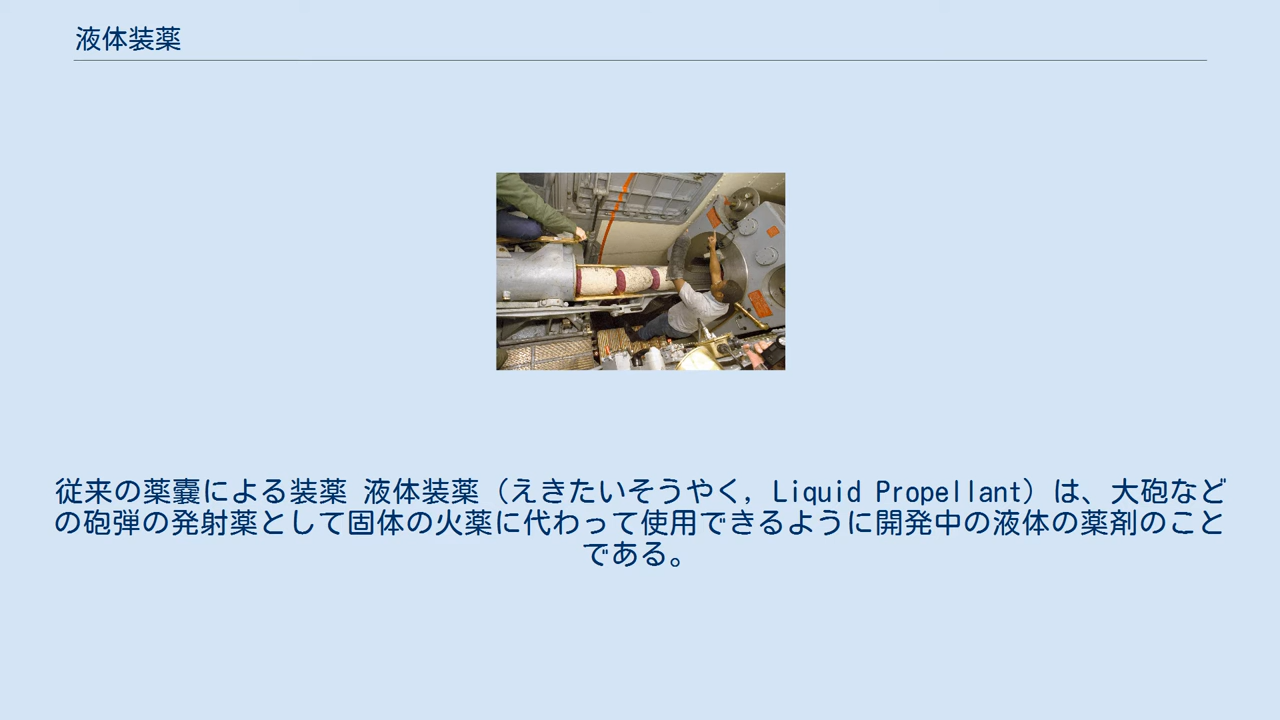 液体装薬
従来の薬嚢による装薬 液体装薬（えきたいそうやく, Liquid Propellant）は、大砲など
の砲弾の発射薬として固体の火薬に代わって使用できるように開発中の液体の薬剤のこと
である。